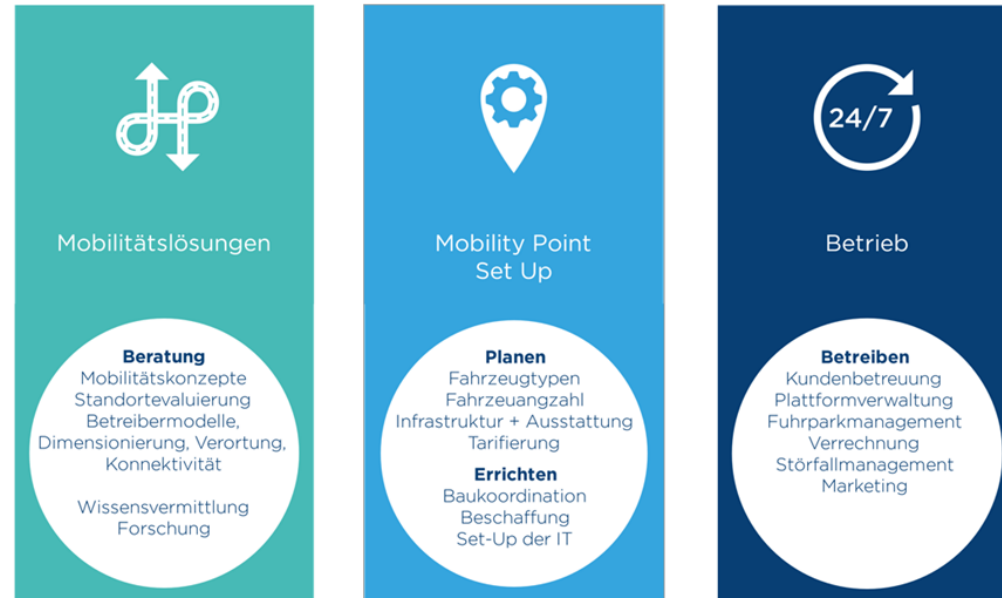 Mobilitätslösungen
Beratung
Mobilitätskonzepte
Standortevaluierung
Betreibermodelle,
Dimensionierung, Verortung,
Konnektivität
Wissensvermittlung
Forschung
Mobility Point
Set Up
Planen
Fahrzeugtypen
Fahrzeuangzahl
Infrastruktur + Ausstattung
Tarifierung
Errichten
Baukoordination
Beschaffung
Set-Up der IT
24/7
Betrieb
Betreiben
Kundenbetreuung
Plattformverwaltung
Fuhrparkmanagement
Verrechnung
Störfallmanagement
Marketing